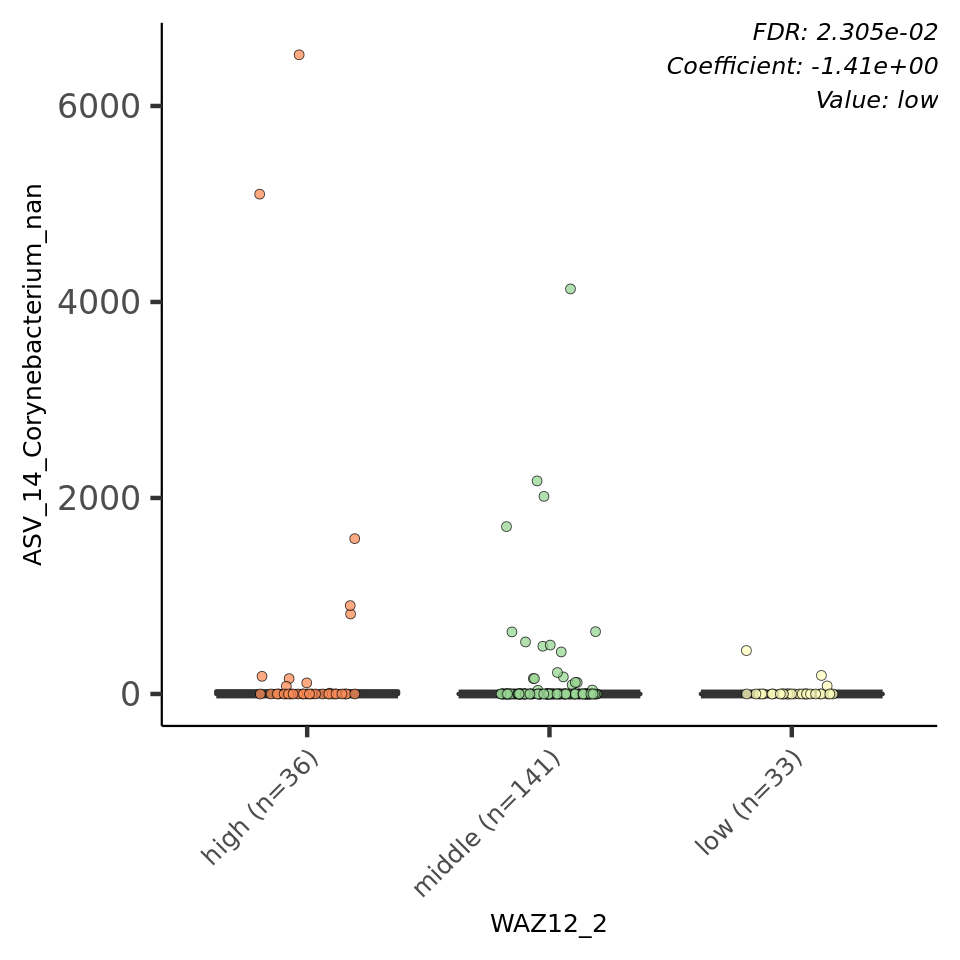 FDR: 2.305e-02
Coefficient: -1.41e+00
Value: low
ASV_14_Corynebacterium_nan
6000
4000
2000
0
high (n=36)
middle (n=141)
low (n=33)
WAZ12_2